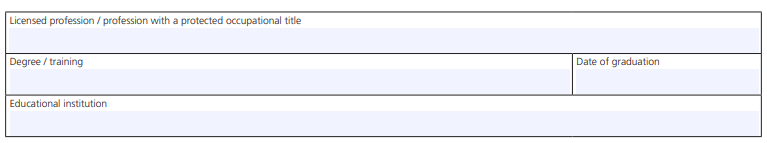 Licensed profession / profession with a protected occupational title
Degree / training
Date of graduation
Educational institution